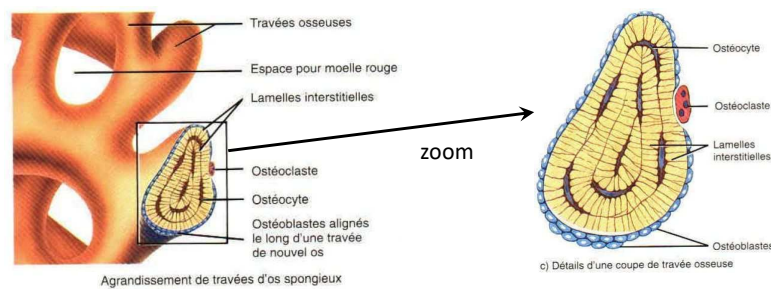 Travées osseuses
Espace pour moelle rouge
Lamelles interstitielles
Ostéoclaste
Ostéocyte
Ostéoblastes alignés
le long d'une travée
de nouvel os
Agrandissement de travées d'os spongieux
zoom
Ostéocyte
Ostéoclaste
Lamelles
interstitielles
Ostéoblastes
c) Détails d'une coupe de travée osseuse